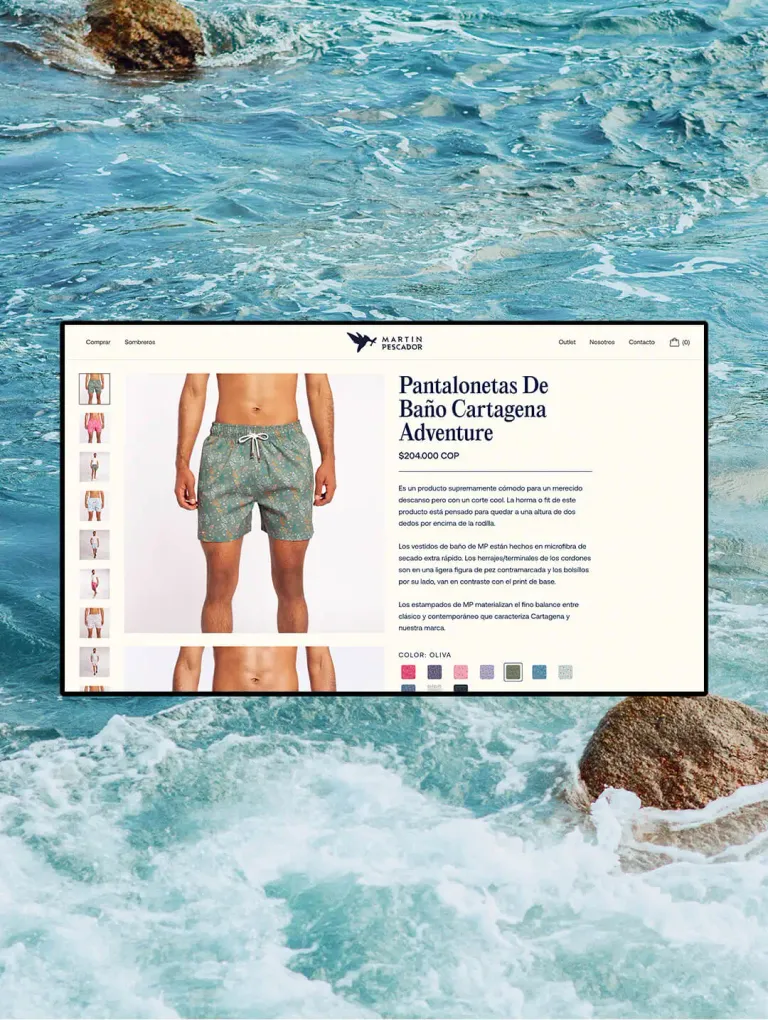 Comprar
Sombreros
MARTIN
PESCADOR
Outlet
Nosotros
Contacto
(0)
Pantalonetas De
Baño Cartagena
Adventure
$204.000 COP
Es un producto supremamente cómodo para un merecido
descanso pero con un corte cool. La horma o fit de este
producto está pensado para quedar a una altura de dos
dedos por encima de la rodilla.
Los vestidos de baño de MP están hechos en microfibra de
secado extra rápido. Los herrajes/terminales de los cordones
son en una ligera figura de pez contramarcada y los bolsillos
por su lado, van en contraste con el print de base.
Los estampados de MP materializan el fino balance entre
clásico y contemporáneo que caracteriza Cartagena y
nuestra marca.
COLOR: OLIVA